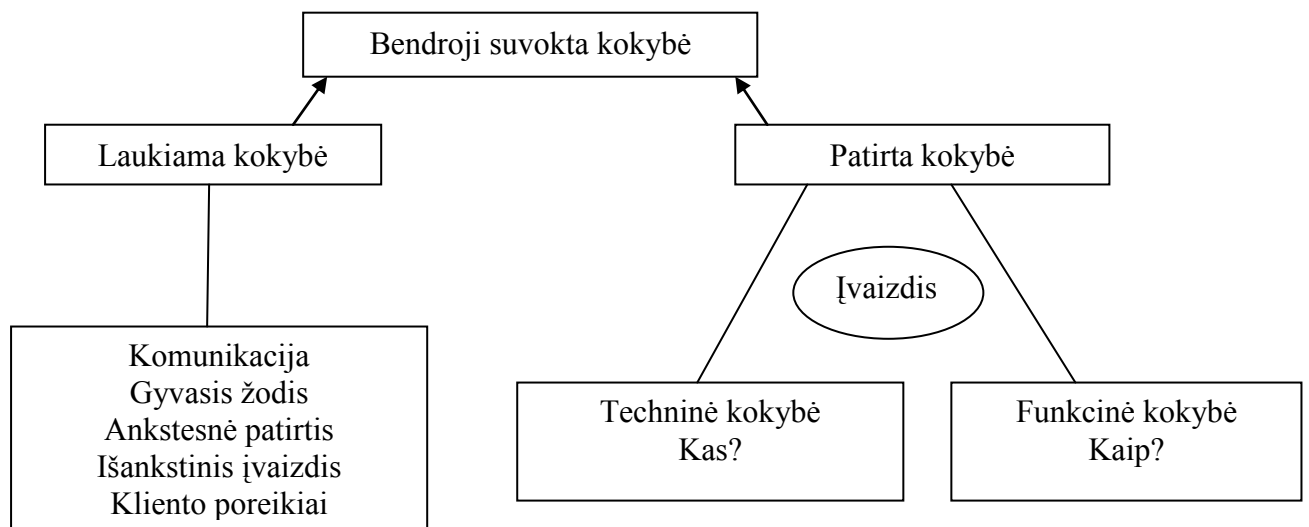 Bendroji suvokta kokybė
Laukiama kokybė
Patirta kokybė
Įvaizdis
Komunikacija
Gyvasis žodis
Ankstesnė patirtis
Išankstinis įvaizdis
Kliento poreikiai
Techninė kokybė
Kas?
Funkcinė kokybė
Kaip?